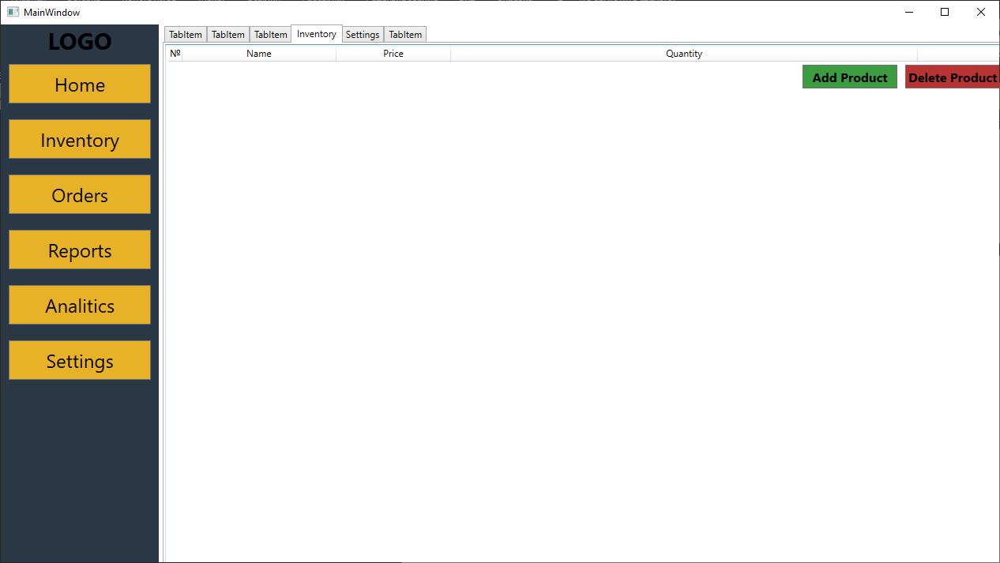 MainWindow
LOGO
Home
Inventory
Orders
Reports
Analitics
Settings
TabItem TabItem TabItem Inventory Settings TabItem
№ Name Price Quantity
Add Product Delete Product